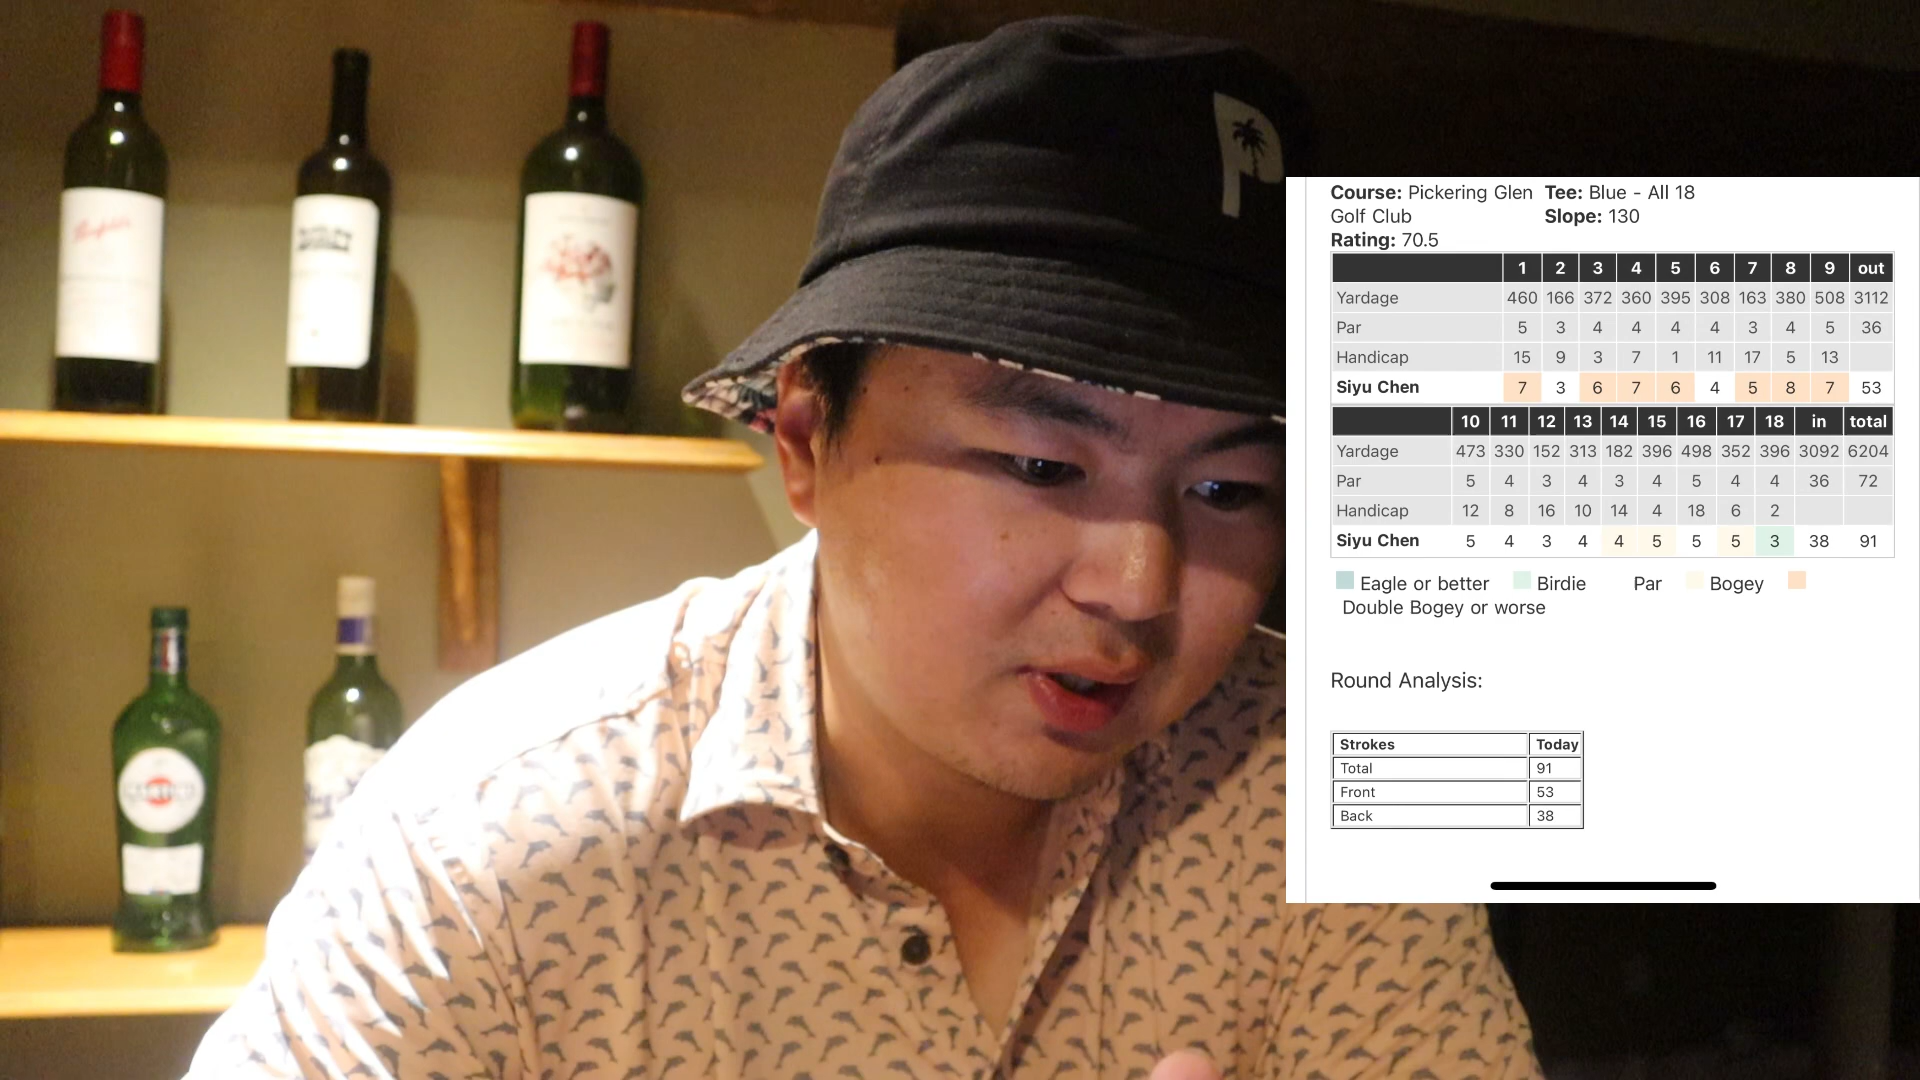 Penfolds
P
MARTINI
Course: Pickering Glen Golf Club
Rating: 70.5
Tee: Blue - All 18
Slope: 130
1 2 3 4 5 6 7 8 9 out
Yardage 460 166 372 360 395 308 163 380 508 3112
Par 5 3 4 4 4 4 3 4 5 36
Handicap 15 9 3 7 1 11 17 5 13
Siyu Chen 7 3 6 7 6 4 5 8 7 53
10 11 12 13 14 15 16 17 18 in total
Yardage 473 330 152 313 182 396 498 352 396 3092 6204
Par 5 4 3 4 3 4 5 4 4 36 72
Handicap 12 8 16 10 14 4 18 6 2
Siyu Chen 5 4 3 4 4 5 5 5 3 38 91
Eagle or better Birdie Par Bogey
Double Bogey or worse
Round Analysis:
Strokes Today
Total 91
Front 53
Back 38